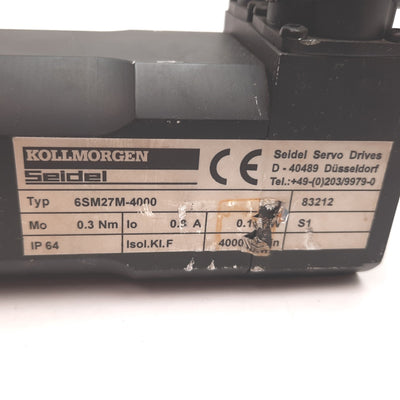 KOLLMORGEN
Seidel
CE
Seidel Servo Drives
D - 40489 Düsseldorf
Tel.:+49-(0)203/9979-0
Typ 6SM27M-4000 83212
Mo 0.3 Nm Io A S1
IP 64 Isol.Kl.F 4000